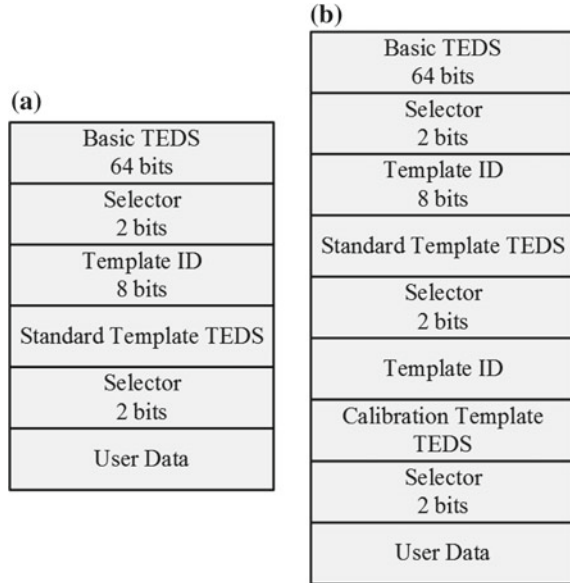 (a)
Basic TEDS
64 bits
Selector
2 bits
Template ID
8 bits
Standard Template TEDS
Selector
2 bits
User Data
(b)
Basic TEDS
64 bits
Selector
2 bits
Template ID
8 bits
Standard Template TEDS
Selector
2 bits
Template ID
Calibration Template
TEDS
Selector
2 bits
User Data